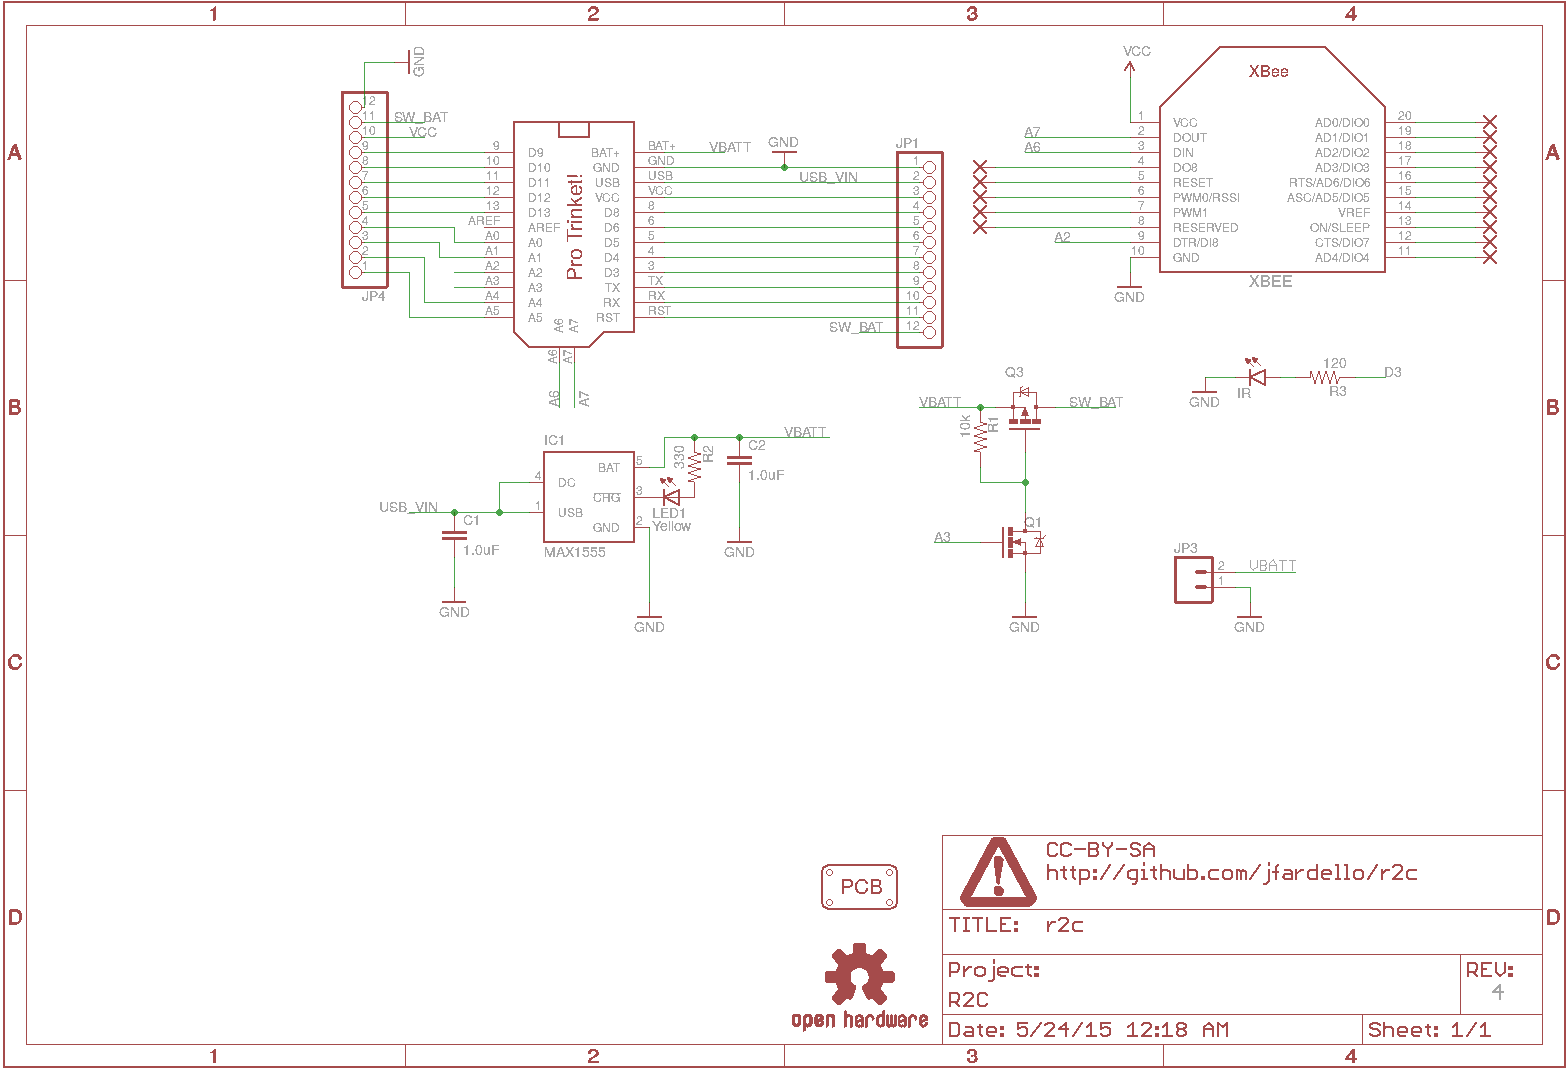 1 2 3 4
A
B
C
D
A
B
C
D
GND
12
11 SW_BAT
10 VCC
9
8
7
6
5
4
3
2
1
JP4
9 D9
10 D10
11 D11
12 D12
13 D13
AREF AREF
A0 A0
A1 A1
A2 A2
A3 A3
A4 A4
A5 A5
Pro Trinket!
BAT+ BAT+ VBATT
GND GND
USB USB
VCC VCC
D8 8
D6 6
D5 5
D4 4
D3 3
TX TX
RX RX
RST RST
A6 A7
A6 A7
A6 A7
GND
USB_VIN
SW_BAT
JP1
1
2
3
4
5
6
7
8
9
10
11
12
VCC
XBee
1 VCC
A7 2 DOUT
A6 3 DIN
4 DO8
5 RESET
6 PWM0/RSSI
7 PWM1
8 RESERVED
A2 9 DTR/DI8
10 GND
GND
AD0/DIO0 20
AD1/DIO1 19
AD2/DIO2 18
AD3/DIO3 17
RTS/AD6/DIO6 16
ASC/AD5/DIO5 15
VREF 14
ON/SLEEP 13
CTS/DIO7 12
AD4/DIO4 11
XBEE
120
D3
R3
IR
GND
Q3
VBATT
SW_BAT
10k
R1
Q1
A3
GND
IC1
BAT 5
4 DC
CHG 3
1 USB
GND 2
MAX1555
USB_VIN
C1
1.0uF
GND
330
R2
LED1
Yellow
VBATT
C2
1.0uF
GND
GND
JP3
2 VBATT
1
GND
PCB
open hardware
CC-BY-SA
http://github.com/jfardello/r2c
TITLE: r2c
Project:
R2C
REV:
4
Date: 5/24/15 12:18 AM
Sheet: 1/1
1 2 3 4